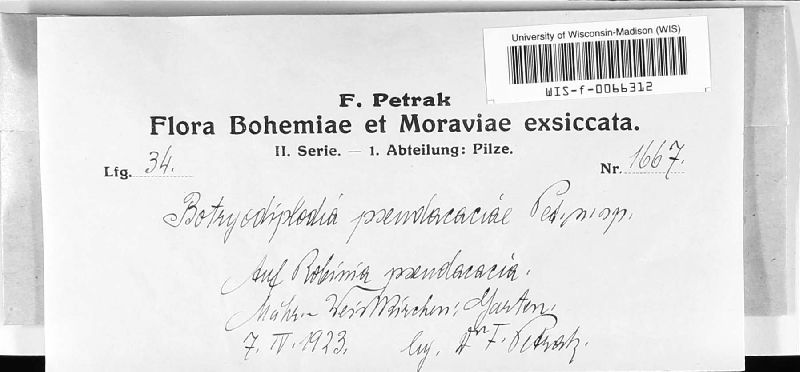 University of Wisconsin-Madison (WIS)
WIS-f-0066312
F. Petrak
Flora Bohemiae et Moraviae exsiccata.
II. Serie. — 1. Abteilung: Pilze.
Lfg. 34.
Nr. 1667.
Botryodiplodia pseudacaciae Pet. n. sp.
Auf Robinia pseudacacia.
Mähr.-Weisskirchen: Garten.
7. IV. 1923. leg. Dr F. Petrak.